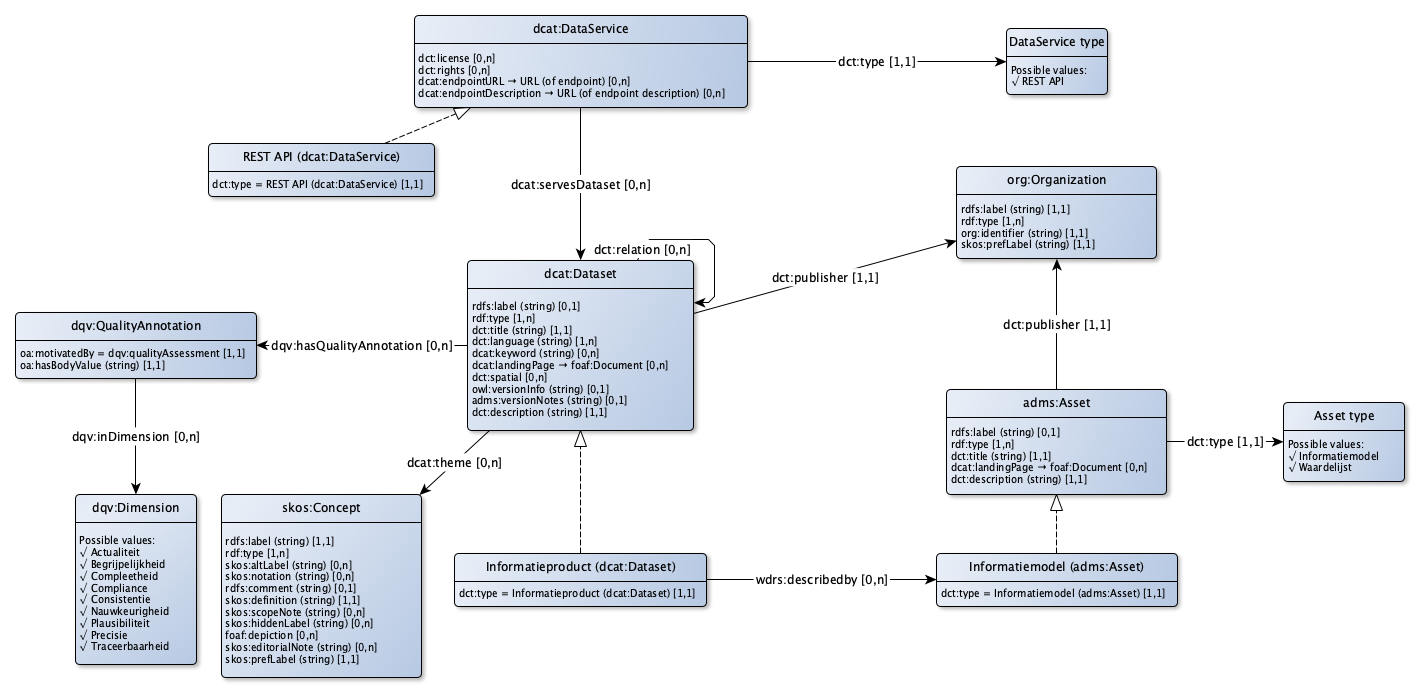 dcat:DataService
dct:license [0,n]
dct:rights [0,n]
dcat:endpointURL → URL (of endpoint) [0,n]
dcat:endpointDescription → URL (of endpoint description) [0,n]
dct:type [1,1]
DataService type
Possible values:
√ REST API
REST API (dcat:DataService)
dct:type = REST API (dcat:DataService) [1,1]
dcat:servesDataset [0,n]
org:Organization
rdfs:label (string) [1,1]
rdf:type [1,n]
org:identifier (string) [1,1]
skos:prefLabel (string) [1,1]
dct:relation [0,n]
dct:publisher [1,1]
dcat:Dataset
rdfs:label (string) [0,1]
rdf:type [1,n]
dct:title (string) [1,1]
dct:language (string) [1,n]
dcat:keyword (string) [0,n]
dcat:landingPage → foaf:Document [0,n]
dct:spatial [0,n]
owl:versionInfo (string) [0,1]
adms:versionNotes (string) [0,1]
dct:description (string) [1,1]
dqv:QualityAnnotation
oa:motivatedBy = dqv:qualityAssessment [1,1]
oa:hasBodyValue (string) [1,1]
dqv:hasQualityAnnotation [0,n]
dct:publisher [1,1]
adms:Asset
rdfs:label (string) [0,1]
rdf:type [1,n]
dct:title (string) [1,1]
dcat:landingPage → foaf:Document [0,n]
dct:description (string) [1,1]
dct:type [1,1]
Asset type
Possible values:
√ Informatiemodel
√ Waardelijst
dqv:inDimension [0,n]
dcat:theme [0,n]
dqv:Dimension
Possible values:
√ Actualiteit
√ Begrijpelijkheid
√ Compleetheid
√ Compliance
√ Consistentie
√ Nauwkeurigheid
√ Plausibiliteit
√ Precisie
√ Traceerbaarheid
skos:Concept
rdfs:label (string) [1,1]
rdf:type [1,n]
skos:altLabel (string) [0,n]
skos:notation (string) [0,n]
rdfs:comment (string) [0,1]
skos:definition (string) [1,1]
skos:scopeNote (string) [0,n]
skos:hiddenLabel (string) [0,n]
foaf:depiction [0,n]
skos:editorialNote (string) [0,n]
skos:prefLabel (string) [1,1]
Informatieproduct (dcat:Dataset)
dct:type = Informatieproduct (dcat:Dataset) [1,1]
wdrs:describedby [0,n]
Informatiemodel (adms:Asset)
dct:type = Informatiemodel (adms:Asset) [1,1]